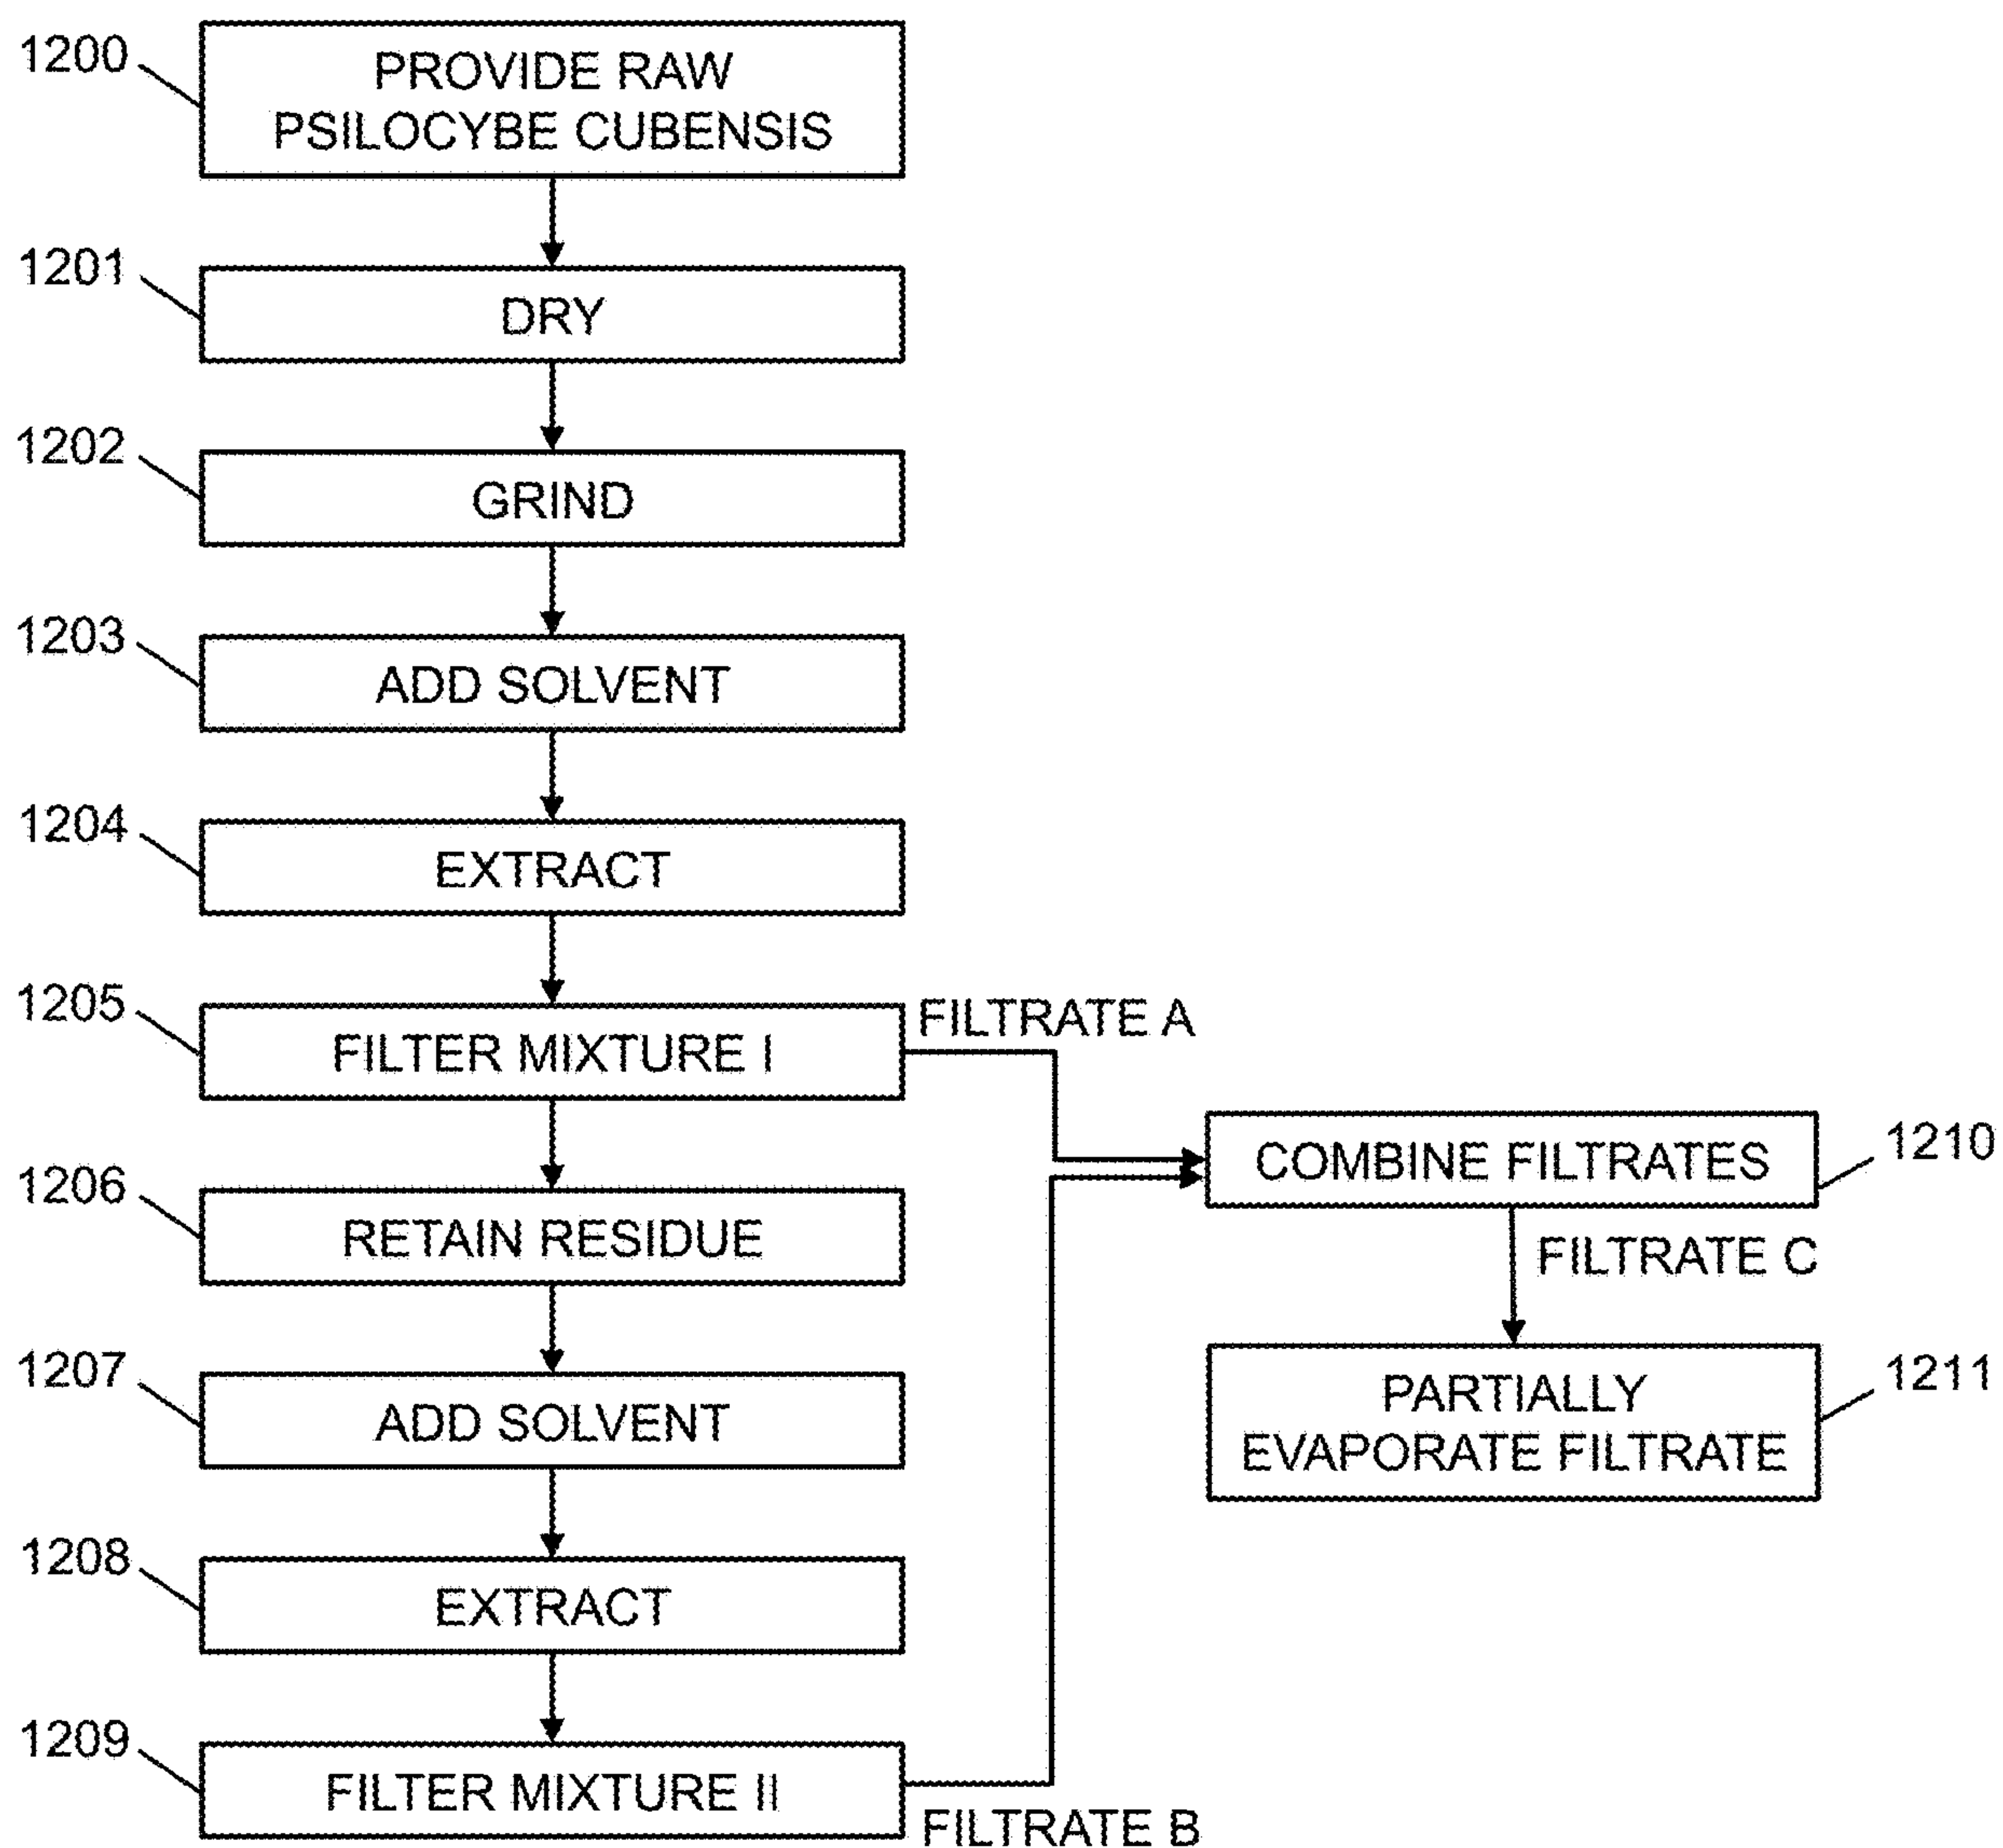 1200
PROVIDE RAW
PSILOCYBE CUBENSIS
1201
DRY
1202
GRIND
1203
ADD SOLVENT
1204
EXTRACT
1205
FILTER MIXTURE I
FILTRATE A
1206
RETAIN RESIDUE
1207
ADD SOLVENT
1208
EXTRACT
1209
FILTER MIXTURE II
FILTRATE B
COMBINE FILTRATES
1210
FILTRATE C
PARTIALLY
EVAPORATE FILTRATE
1211